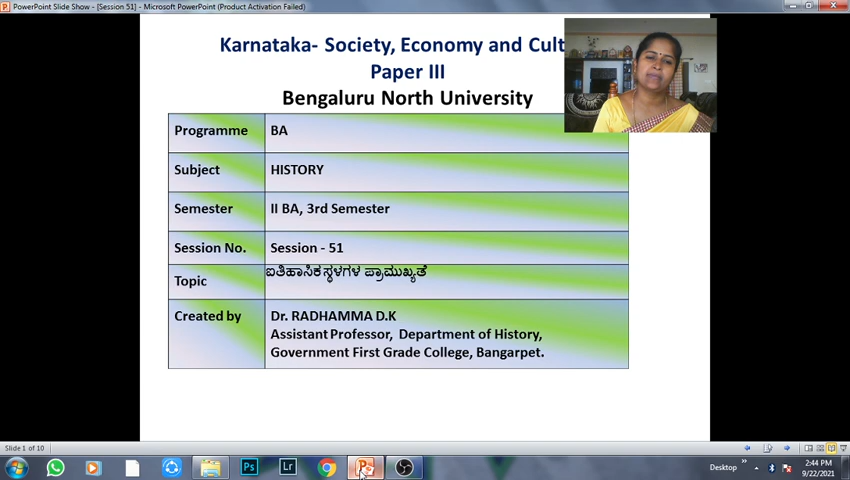 PowerPoint Slide Show - [Session 51] - Microsoft PowerPoint (Product Activation Failed)
Karnataka- Society, Economy and Cult
Paper III
Bengaluru North University
Programme BA
Subject HISTORY
Semester II BA, 3rd Semester
Session No. Session - 51
Topic ಐತಿಹಾಸಿಕ ಸ್ಥಳಗಳ ಪ್ರಾಮುಖ್ಯತೆ
Created by Dr. RADHAMMA D.K
Assistant Professor, Department of History,
Government First Grade College, Bangarpet.
Slide 1 of 10
Ps Lr Desktop 2:44 PM
9/22/2021